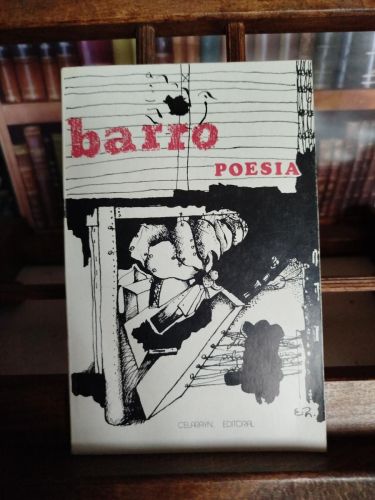 barro
POESIA
E.R.
CELARAYN, EDITORIAL